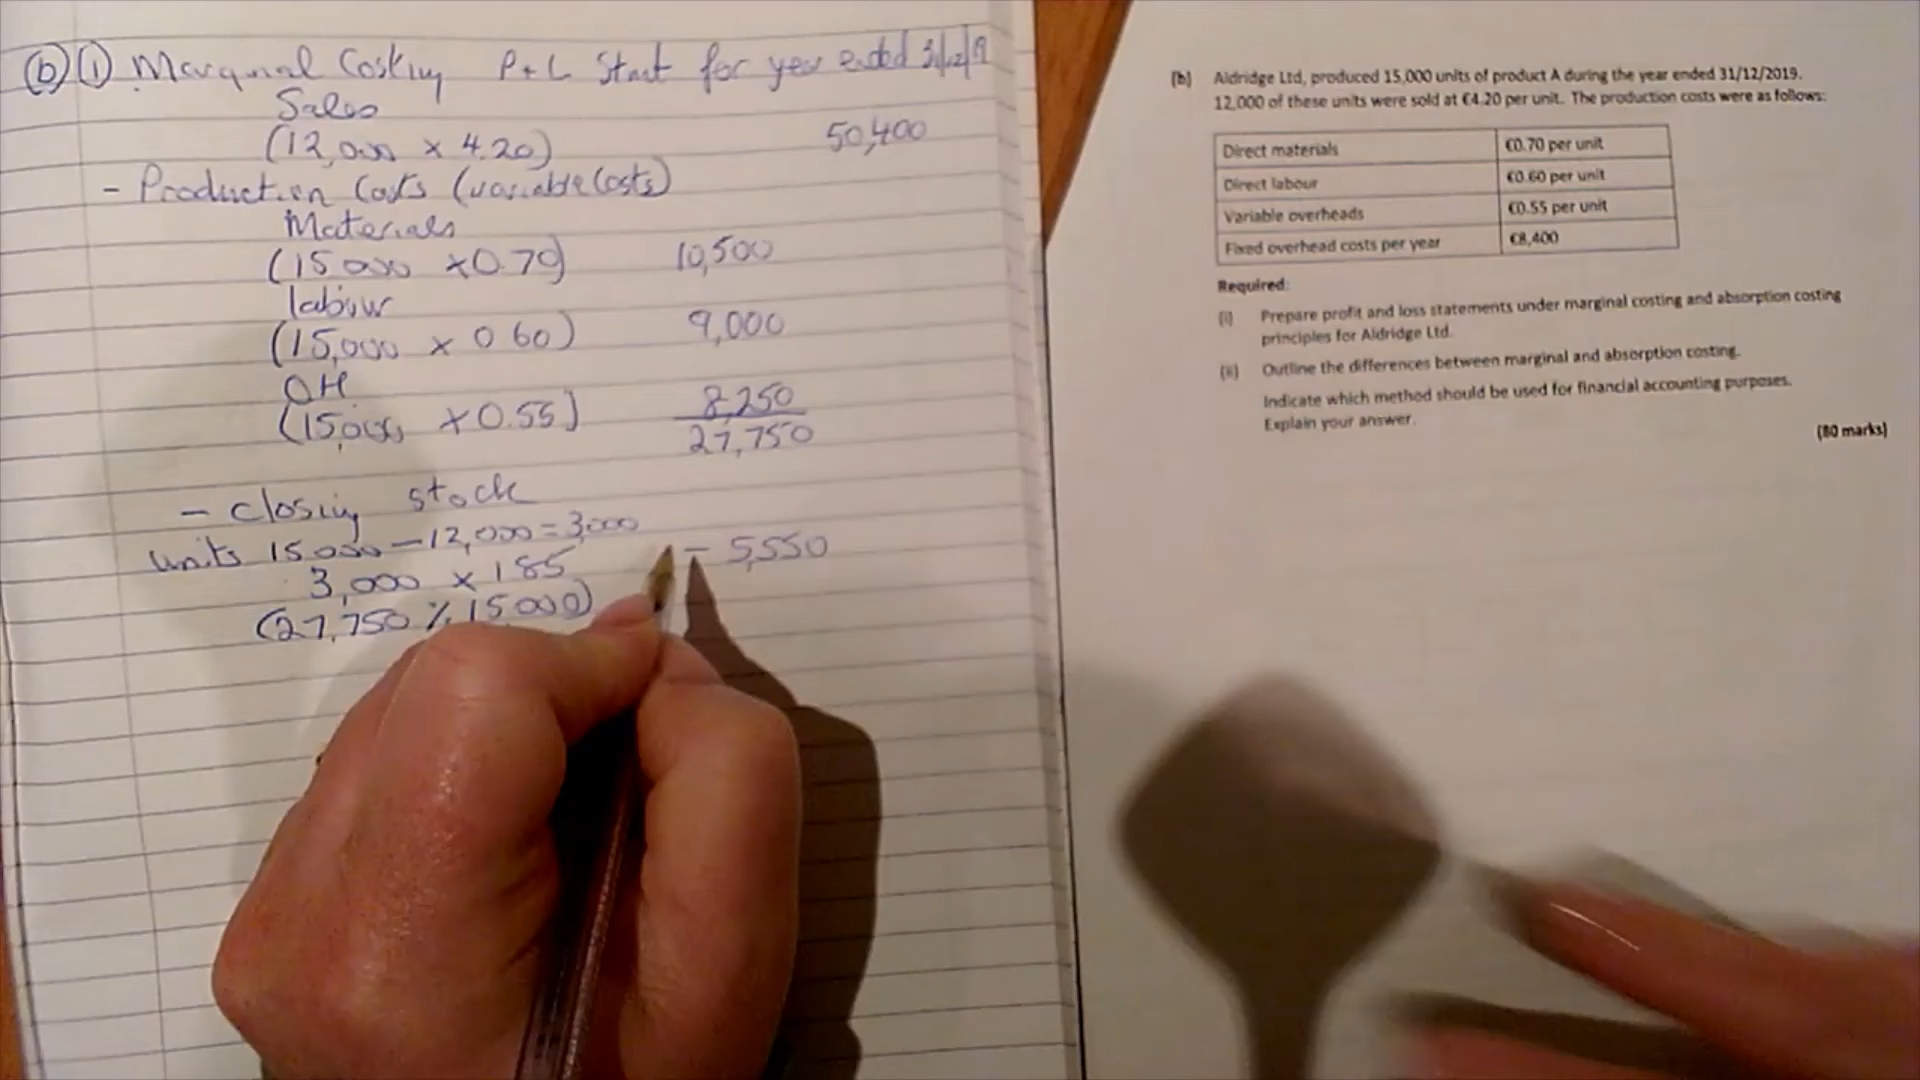 (b) (1) Marginal Costing P+L Statt for year ended 31/12/19
Sales
(12,000 x 4.20) 50,400
- Production Costs (variable Costs)
Materials
(15 000 x 0.70) 10,500
labour
(15,000 x 0 60) 9,000
OH
(15,000 x 0.55) 8,250
27,750
- closing stock
units 15 000 - 12,000 = 3,000
3,000 x 1 85 - 5,550
(27,750 % 15 000)
(b) Aldridge Ltd, produced 15,000 units of product A during the year ended 31/12/2019.
12,000 of these units were sold at €4.20 per unit. The production costs were as follows:
Direct materials €0.70 per unit
Direct labour €0.60 per unit
Variable overheads €0.55 per unit
Fixed overhead costs per year €8,400
Required:
(i) Prepare profit and loss statements under marginal costing and absorption costing
principles for Aldridge Ltd.
(ii) Outline the differences between marginal and absorption costing.
Indicate which method should be used for financial accounting purposes.
Explain your answer.
(80 marks)